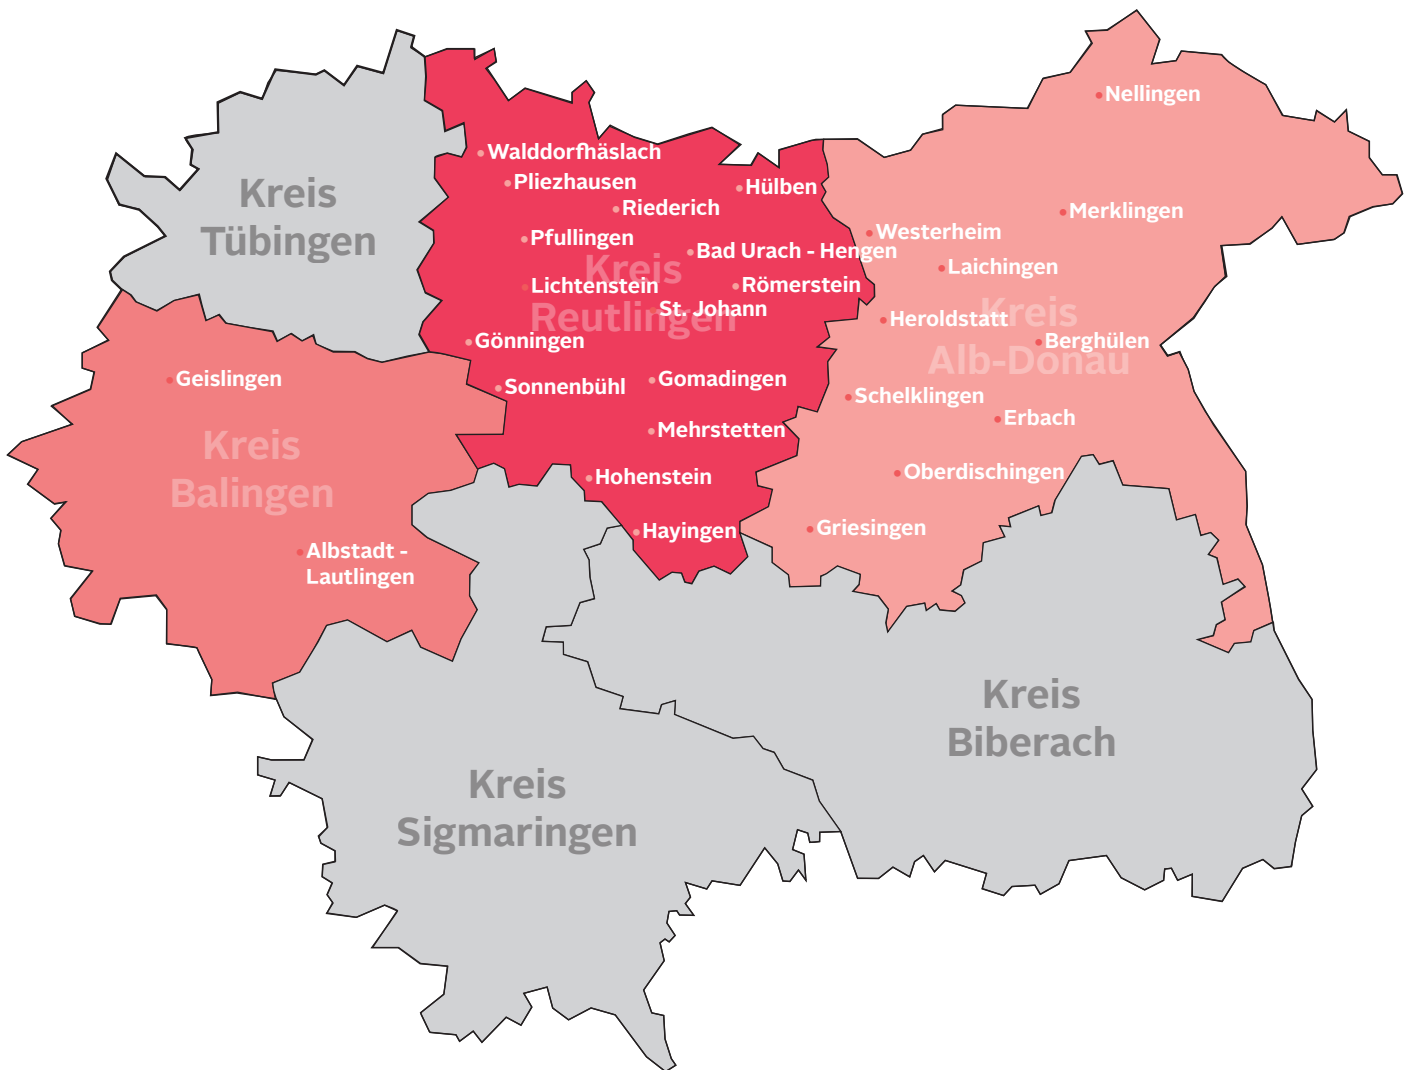 Nellingen
Walddorfhäslach
Pliezhausen
Hülben
Riederich
Merklingen
Kreis
Tübingen
Pfullingen
Westerheim
Bad Urach - Hengen
Laichingen
Kreis
Reutlingen
Lichtenstein
Römerstein
St. Johann
Kreis
Alb-Donau
Heroldstatt
Gönningen
Berghülen
Geislingen
Sonnenbühl
Gomadingen
Schelklingen
Erbach
Mehrstetten
Kreis
Balingen
Hohenstein
Oberdischingen
Hayingen
Griesingen
Albstadt -
Lautlingen
Kreis
Biberach
Kreis
Sigmaringen